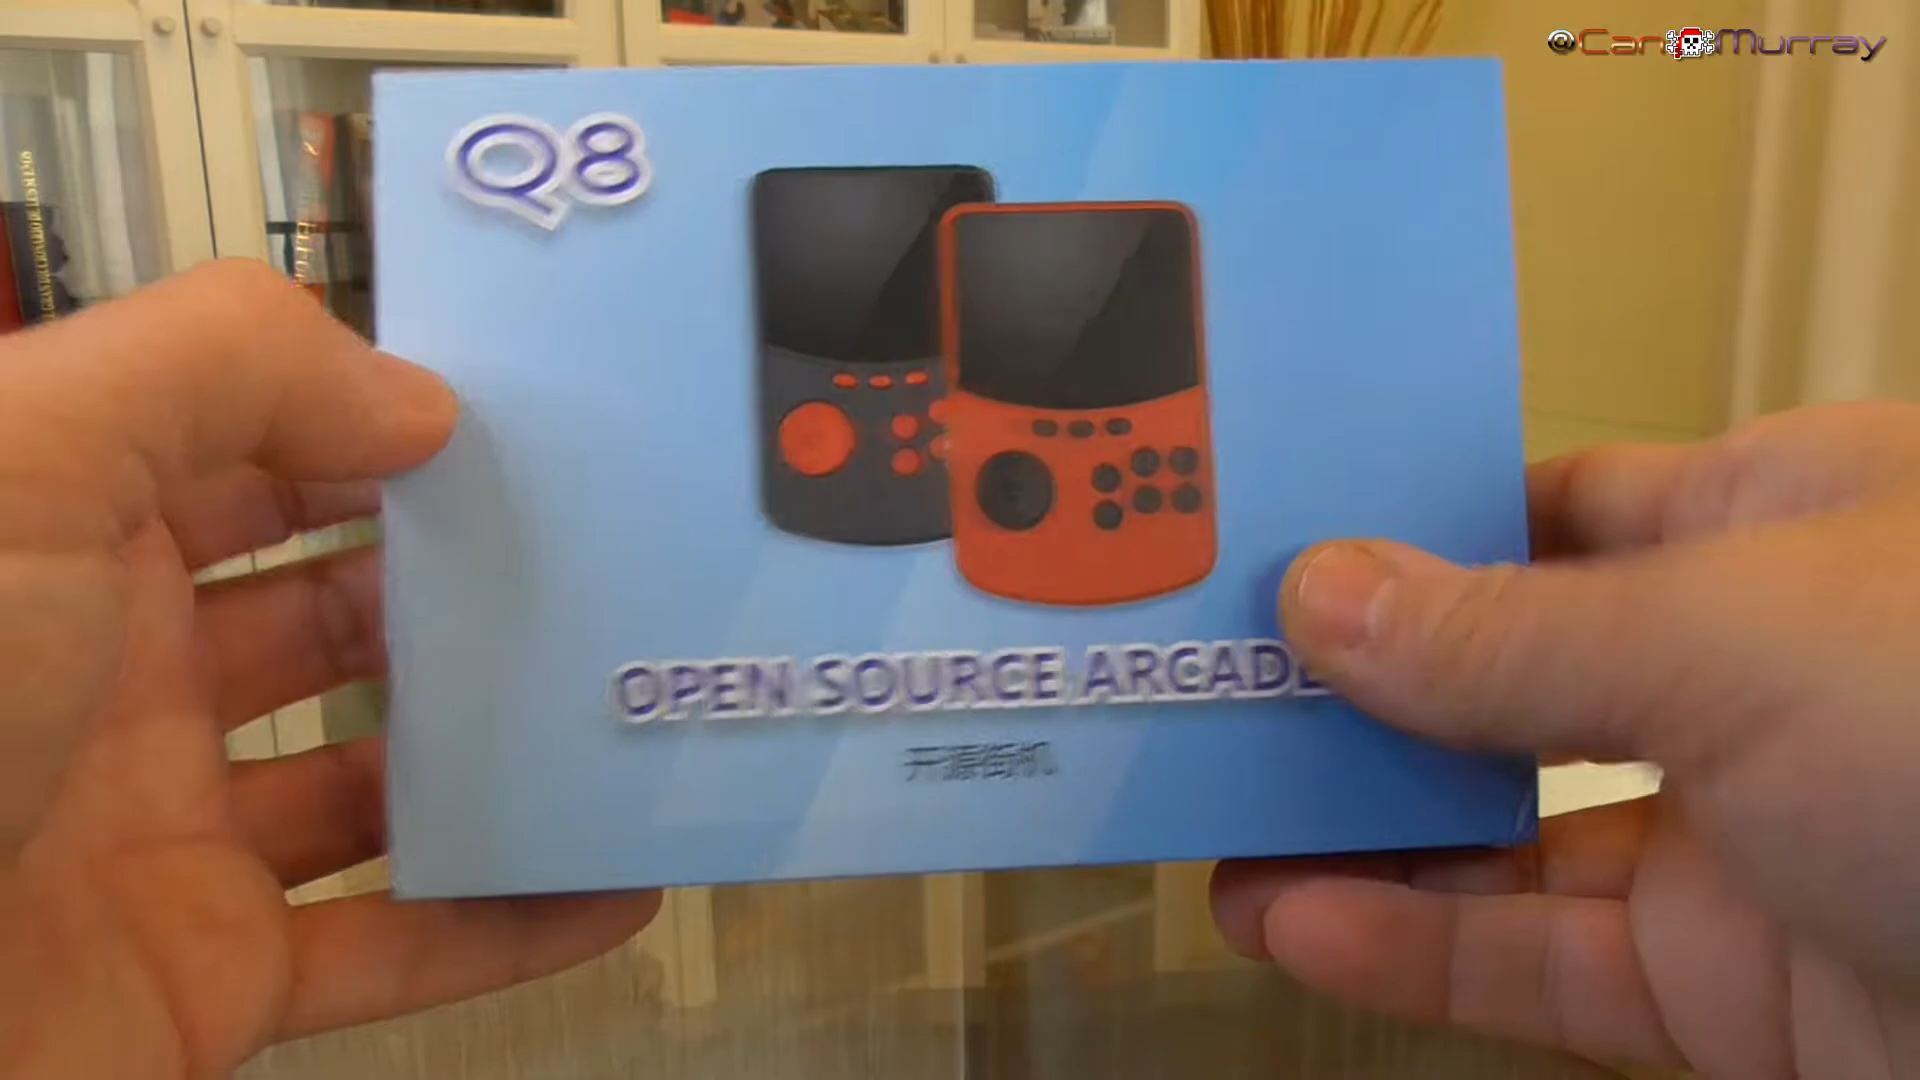 @CanalMurray
Q8
OPEN SOURCE ARCADE
开源街机